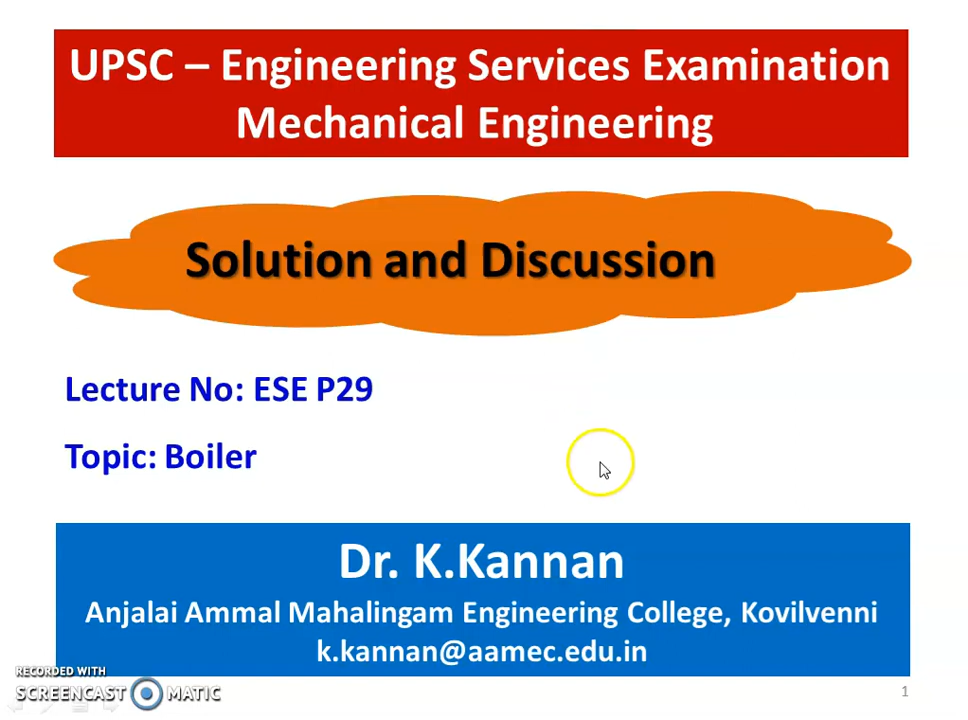 UPSC – Engineering Services Examination
Mechanical Engineering
Solution and Discussion
Lecture No: ESE P29
Topic: Boiler
Dr. K.Kannan
Anjalai Ammal Mahalingam Engineering College, Kovilvenni
k.kannan@aamec.edu.in
RECORDED WITH
SCREENCAST MATIC
1